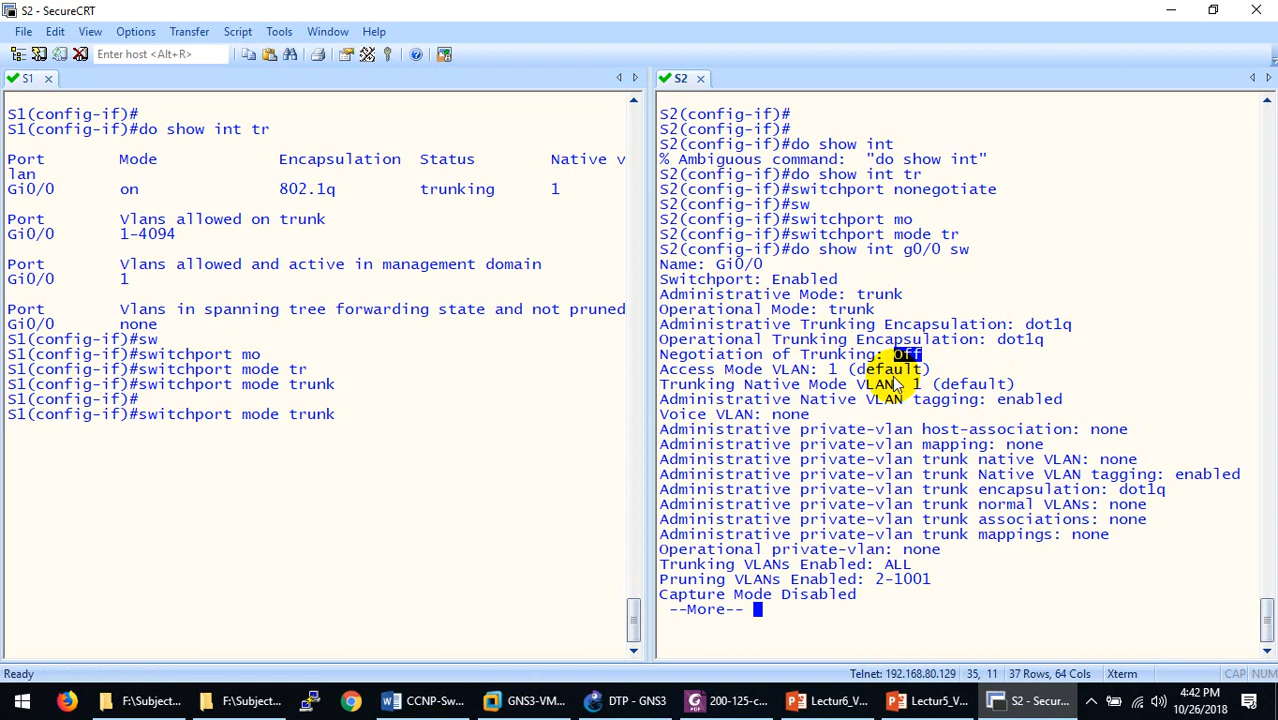 S2 - SecureCRT
File Edit View Options Transfer Script Tools Window Help
Enter host <Alt+R>
S1
S2
S1(config-if)#
S1(config-if)#do show int tr
Port Mode Encapsulation Status Native v
lan
Gi0/0 on 802.1q trunking 1
Port Vlans allowed on trunk
Gi0/0 1-4094
Port Vlans allowed and active in management domain
Gi0/0 1
Port Vlans in spanning tree forwarding state and not pruned
Gi0/0 none
S1(config-if)#sw
S1(config-if)#switchport mo
S1(config-if)#switchport mode tr
S1(config-if)#switchport mode trunk
S1(config-if)#
S1(config-if)#switchport mode trunk
S2(config-if)#
S2(config-if)#
S2(config-if)#do show int
% Ambiguous command: "do show int"
S2(config-if)#do show int tr
S2(config-if)#switchport nonegotiate
S2(config-if)#sw
S2(config-if)#switchport mo
S2(config-if)#switchport mode tr
S2(config-if)#do show int g0/0 sw
Name: Gi0/0
Switchport: Enabled
Administrative Mode: trunk
Operational Mode: trunk
Administrative Trunking Encapsulation: dot1q
Operational Trunking Encapsulation: dot1q
Negotiation of Trunking: Off
Access Mode VLAN: 1 (default)
Trunking Native Mode VLAN: 1 (default)
Administrative Native VLAN tagging: enabled
Voice VLAN: none
Administrative private-vlan host-association: none
Administrative private-vlan mapping: none
Administrative private-vlan trunk native VLAN: none
Administrative private-vlan trunk Native VLAN tagging: enabled
Administrative private-vlan trunk encapsulation: dot1q
Administrative private-vlan trunk normal VLANs: none
Administrative private-vlan trunk associations: none
Administrative private-vlan trunk mappings: none
Operational private-vlan: none
Trunking VLANs Enabled: ALL
Pruning VLANs Enabled: 2-1001
Capture Mode Disabled
--More--
Ready Telnet: 192.168.80.129 35, 11 37 Rows, 64 Cols Xterm CAP NUM
F:\Subject... F:\Subject... CCNP-Sw... GNS3-VM... DTP - GNS3 200-125-c... Lectur6_V... Lectur5_V... S2 - Secur... 4:42 PM
10/26/2018